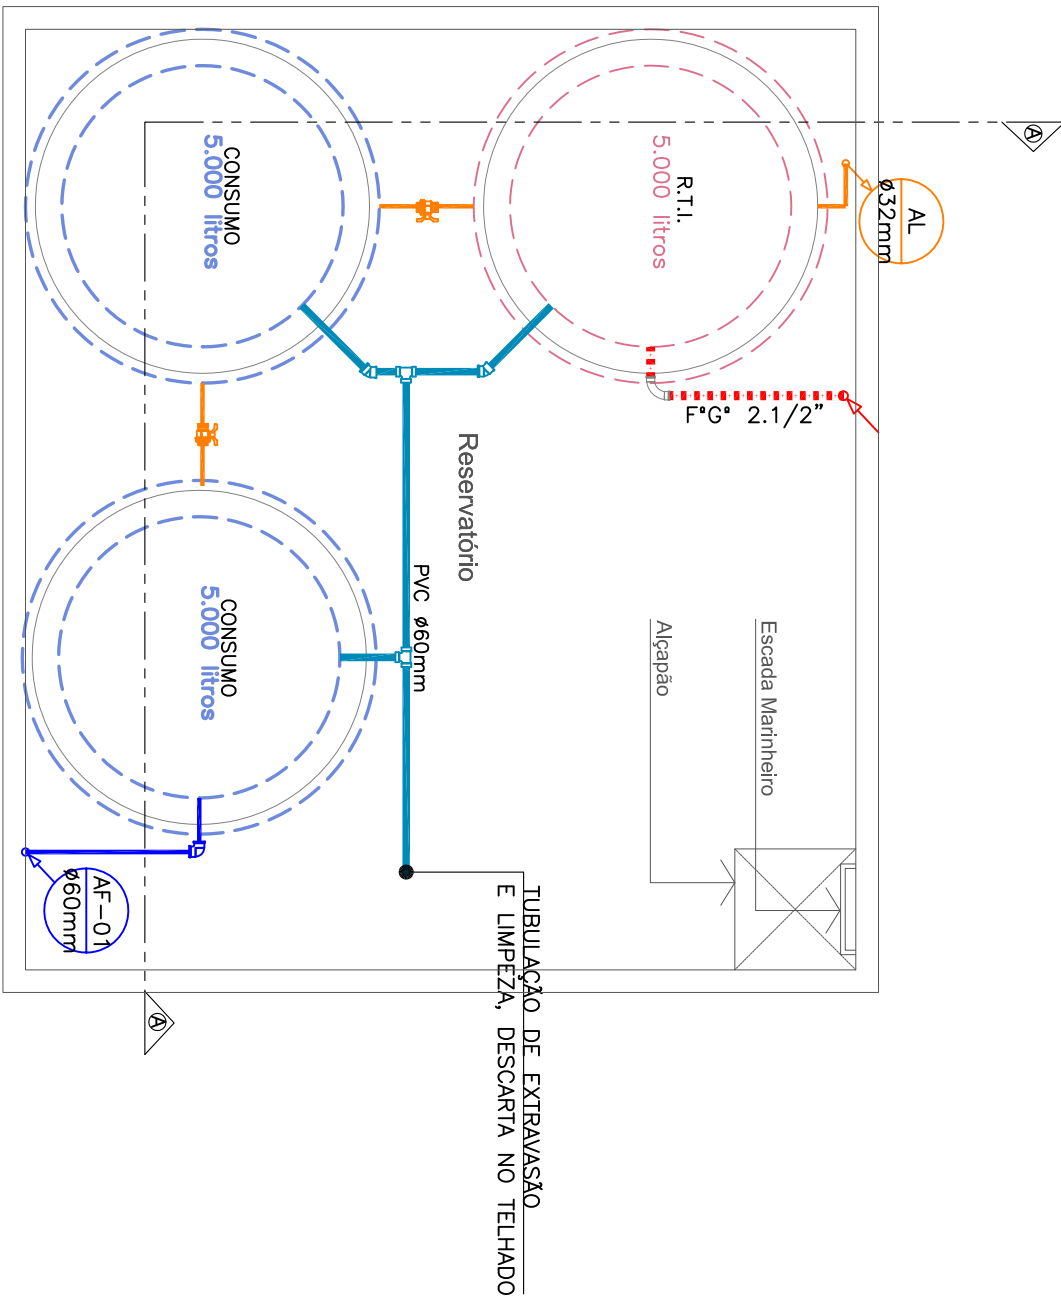 A
AL
ø32mm
R.T.I.
5.000 litros
CONSUMO
5.000 litros
FºGº 2.1/2"
Reservatório
PVC ø60mm
Escada Marinheiro
Alçapão
CONSUMO
5.000 litros
AF-01
ø60mm
TUBULAÇÃO DE EXTRAVASÃO
E LIMPEZA, DESCARTA NO TELHADO
A